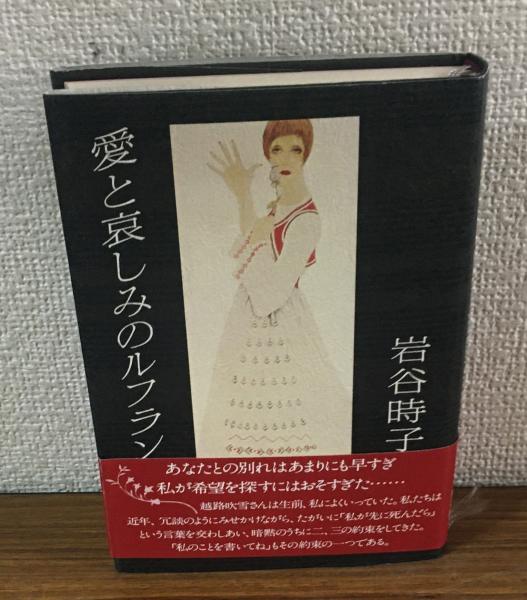 愛と哀しみのルフラン
岩谷時子
あなたとの別れはあまりにも早すぎ
私が希望を探すにはおそすぎた……
越路吹雪さんは生前、私によくいっていた。私たちは
近年、冗談のようにみせかけながら、たがいに「私が先に死んだら」
という言葉を交わしあい、暗黙のうちに二、三の約束をしてきた。
「私のことを書いてね」もその約束の一つである。